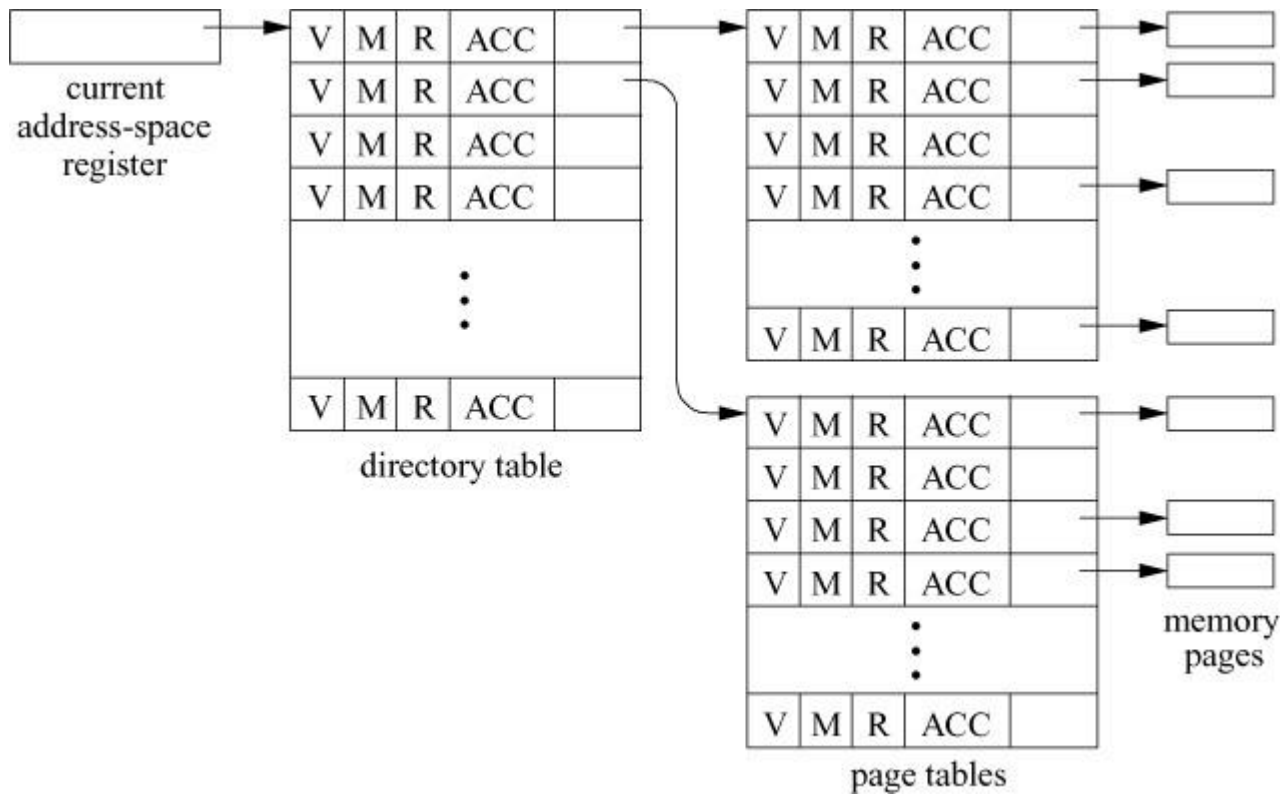 current
address-space
register
V M R ACC
V M R ACC
V M R ACC
V M R ACC
V M R ACC
directory table
V M R ACC
V M R ACC
V M R ACC
V M R ACC
V M R ACC
V M R ACC
V M R ACC
V M R ACC
V M R ACC
V M R ACC
page tables
memory
pages